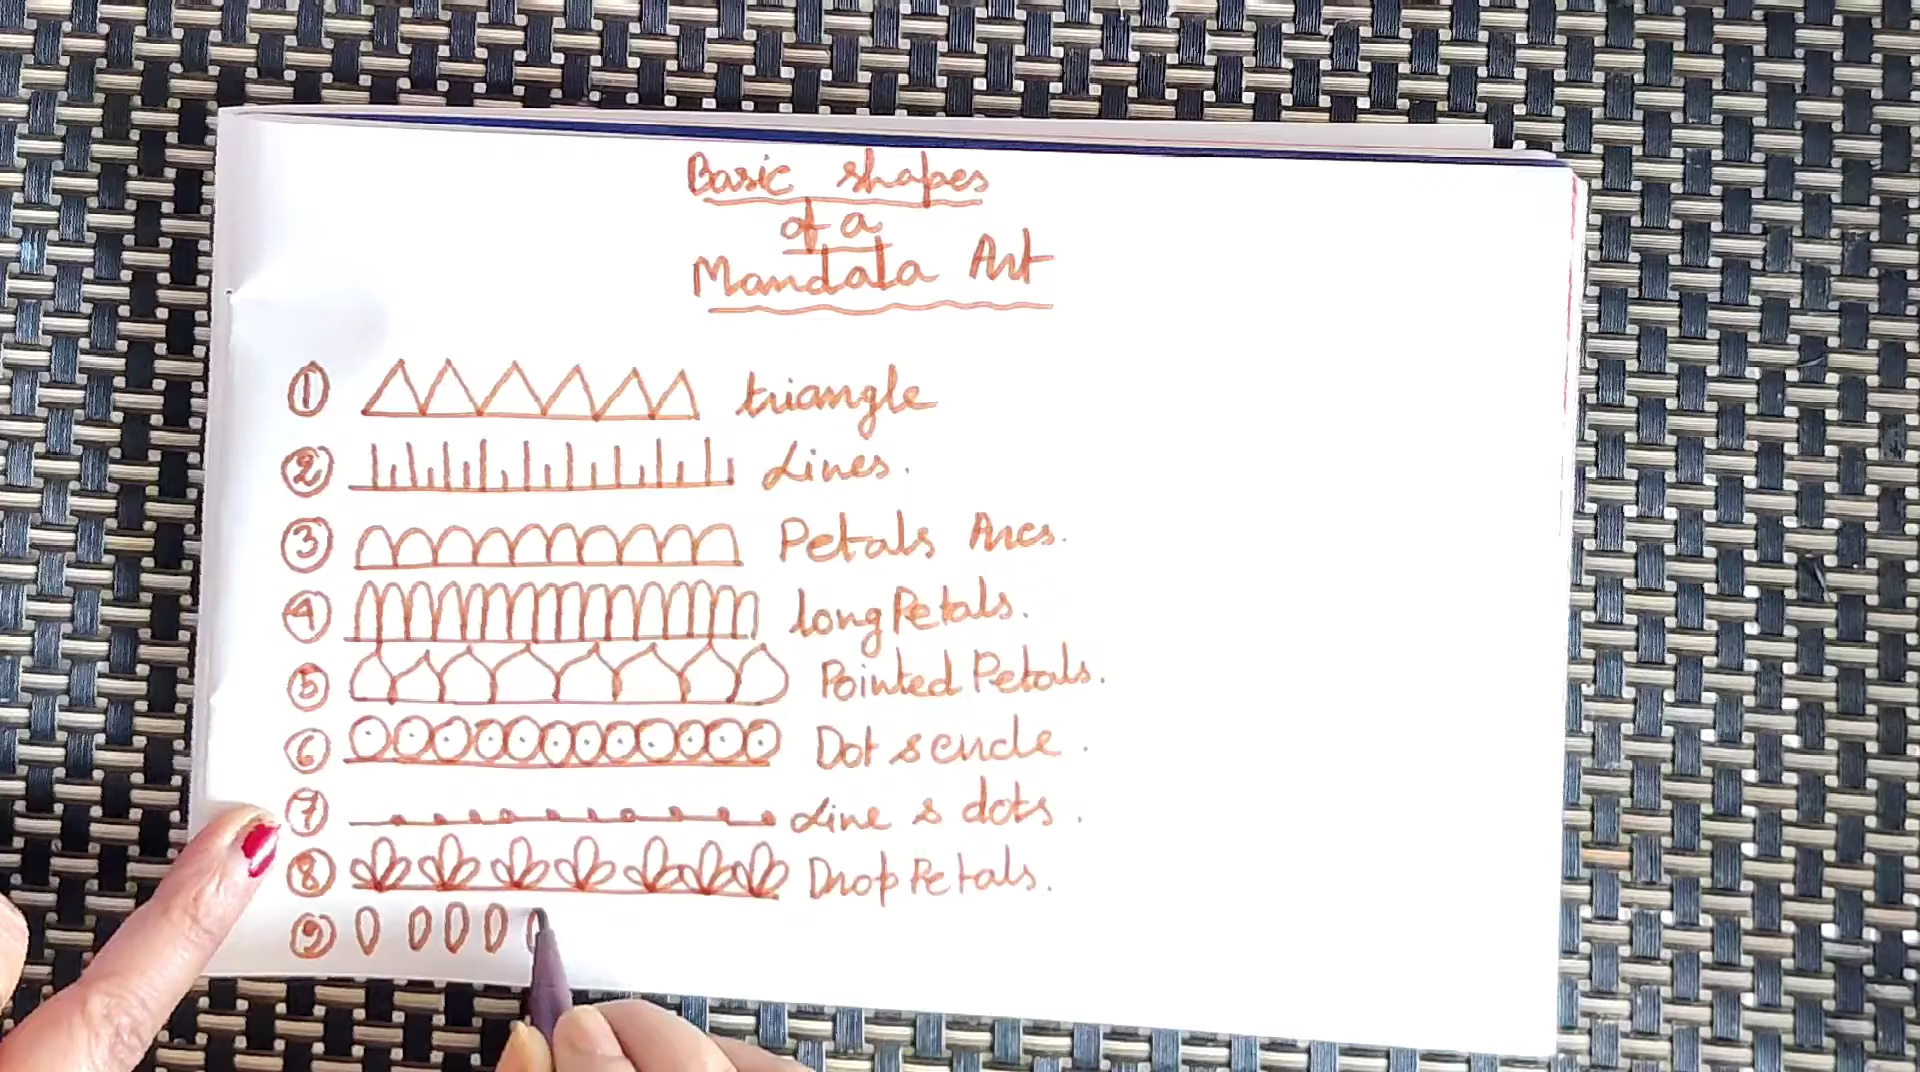 Basic shapes
of a
Mandala Art
1 triangle
2 Lines.
3 Petals Arcs.
4 long Petals.
5 Pointed Petals.
6 Dot s circle.
7 Line s dots.
8 Drop Petals.
9